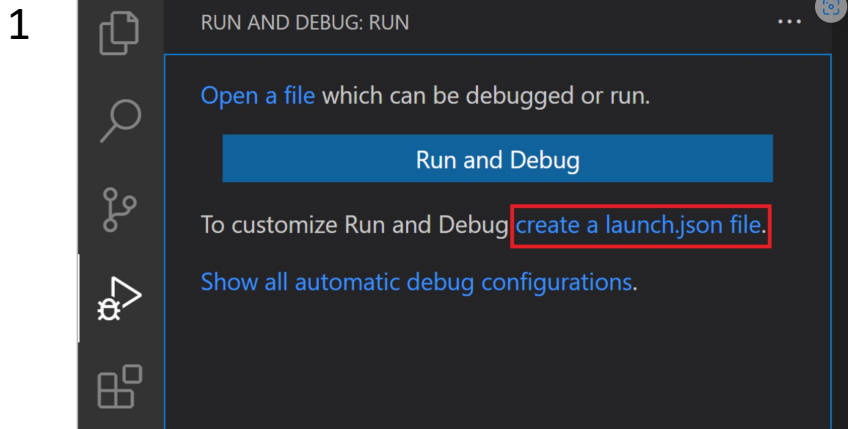 1
RUN AND DEBUG: RUN
Open a file which can be debugged or run.
Run and Debug
To customize Run and Debug create a launch.json file.
Show all automatic debug configurations.